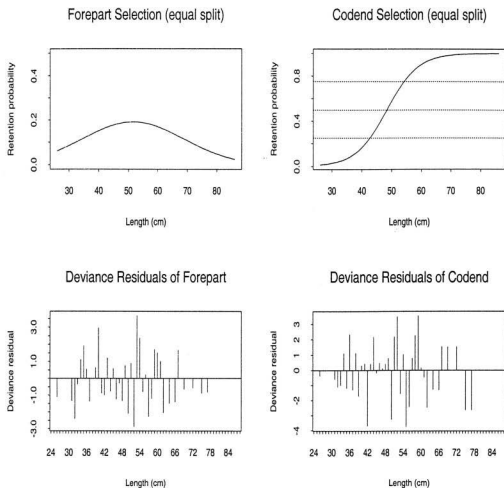 Forepart Selection (equal split)
Retention probability
0.0 0.2 0.4
30 40 50 60 70 80
Length (cm)
Codend Selection (equal split)
Retention probability
0.0 0.4 0.8
30 40 50 60 70 80
Length (cm)
Deviance Residuals of Forepart
Deviance residual
-3.0 -1.0 1.0 3.0
24 30 36 42 48 54 60 66 72 78 84
Length (cm)
Deviance Residuals of Codend
Deviance residual
-4 -2 0 2
24 30 36 42 48 54 60 66 72 78 84
Length (cm)